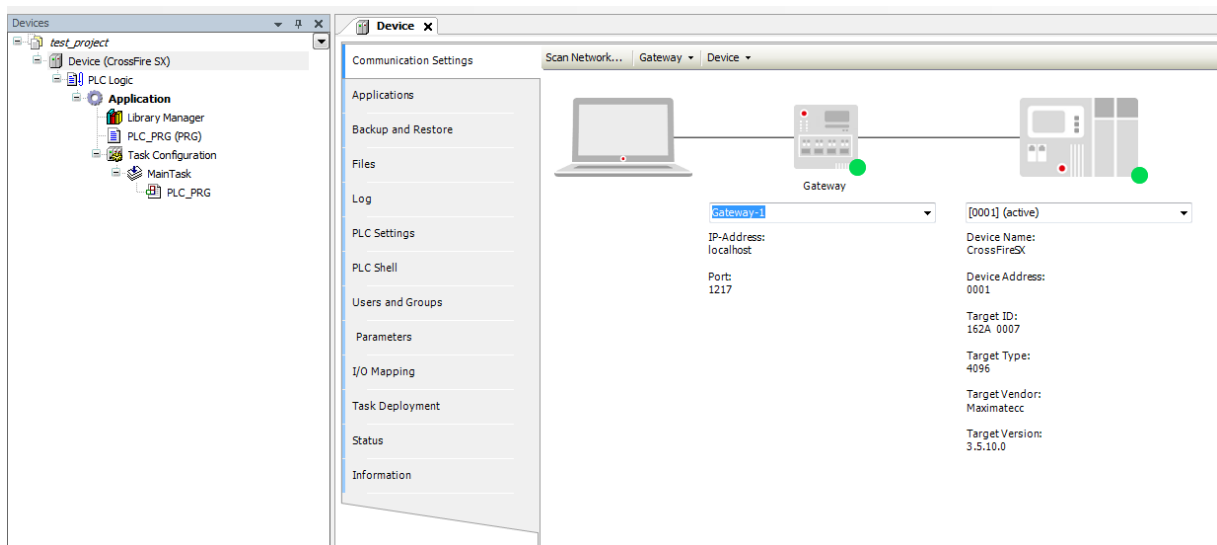 Devices
test_project
Device (CrossFire SX)
PLC Logic
Application
Library Manager
PLC_PRG (PRG)
Task Configuration
MainTask
PLC_PRG
Device
Communication Settings
Applications
Backup and Restore
Files
Log
PLC Settings
PLC Shell
Users and Groups
Parameters
I/O Mapping
Task Deployment
Status
Information
Scan Network... Gateway Device
Gateway
Gateway-1
IP-Address:
localhost
Port:
1217
[0001] (active)
Device Name:
CrossFireSX
Device Address:
0001
Target ID:
162A 0007
Target Type:
4096
Target Vendor:
Maximatecc
Target Version:
3.5.10.0